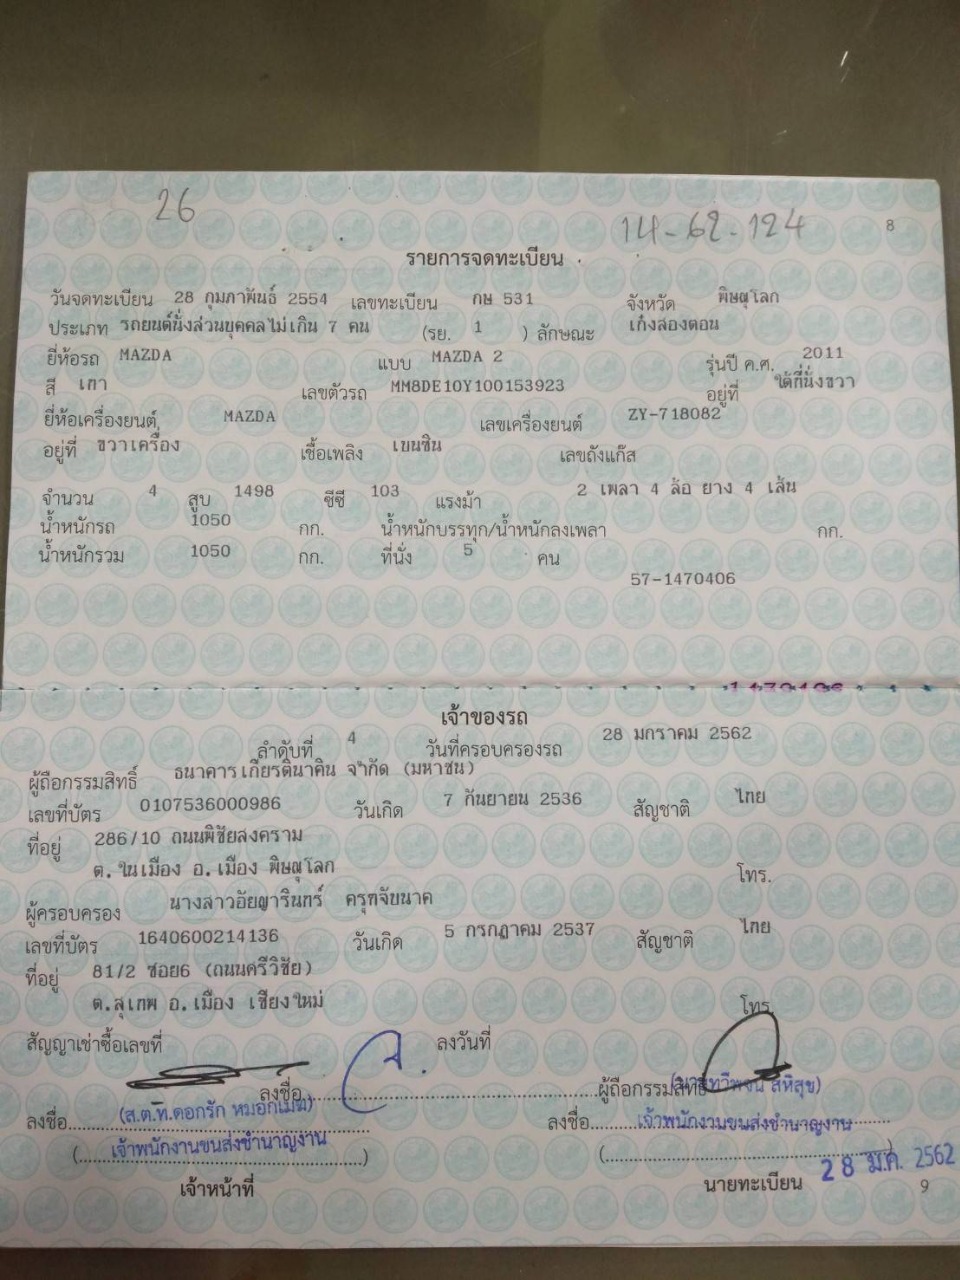 26
14-62-124
8
รายการจดทะเบียน
วันจดทะเบียน 28 กุมภาพันธ์ 2554 เลขทะเบียน กษ 531 จังหวัด พิษณุโลก
ประเภท รถยนต์นั่งส่วนบุคคลไม่เกิน 7 คน (รย. 1 ) ลักษณะ เก๋งสองตอน
ยี่ห้อรถ MAZDA แบบ MAZDA 2 รุ่นปี ค.ศ. 2011
สี เทา เลขตัวรถ MM8DE10Y100153923 อยู่ที่ ใต้ที่นั่งขวา
ยี่ห้อเครื่องยนต์ MAZDA เลขเครื่องยนต์ ZY-718082
อยู่ที่ ขวาเครื่อง เชื้อเพลิง เบนซิน เลขถังแก๊ส
จำนวน 4 สูบ 1498 ซีซี 103 แรงม้า 2 เพลา 4 ล้อ ยาง 4 เส้น
น้ำหนักรถ 1050 กก. น้ำหนักบรรทุก/น้ำหนักลงเพลา กก.
น้ำหนักรวม 1050 กก. ที่นั่ง 5 คน
57-1470406
เจ้าของรถ
ลำดับที่ 4 วันที่ครอบครองรถ 28 มกราคม 2562
ผู้ถือกรรมสิทธิ์ ธนาคารเกียรตินาคิน จำกัด (มหาชน)
เลขที่บัตร 0107536000986 วันเกิด 7 กันยายน 2536 สัญชาติ ไทย
ที่อยู่ 286/10 ถนนพิชัยสงคราม
ต.ในเมือง อ.เมือง พิษณุโลก โทร.
ผู้ครอบครอง นางสาวอัยญารินทร์ ครุฑจับนาค
เลขที่บัตร 1640600214136 วันเกิด 5 กรกฎาคม 2537 สัญชาติ ไทย
ที่อยู่ 81/2 ซอย6 (ถนนศรีวิชัย)
ต.สุเทพ อ.เมือง เชียงใหม่ โทร.
สัญญาเช่าซื้อเลขที่ ลงวันที่
ลงชื่อ ผู้ถือกรรมสิทธิ์
ลงชื่อ (ส.ต.ท.ดอกรัก หมอกเมฆ) ลงชื่อ สหิสุข)
เจ้าพนักงานขนส่งชำนาญงาน เจ้าพนักงานขนส่งชำนาญงาน
เจ้าหน้าที่ นายทะเบียน 28 ม.ค. 2562
9